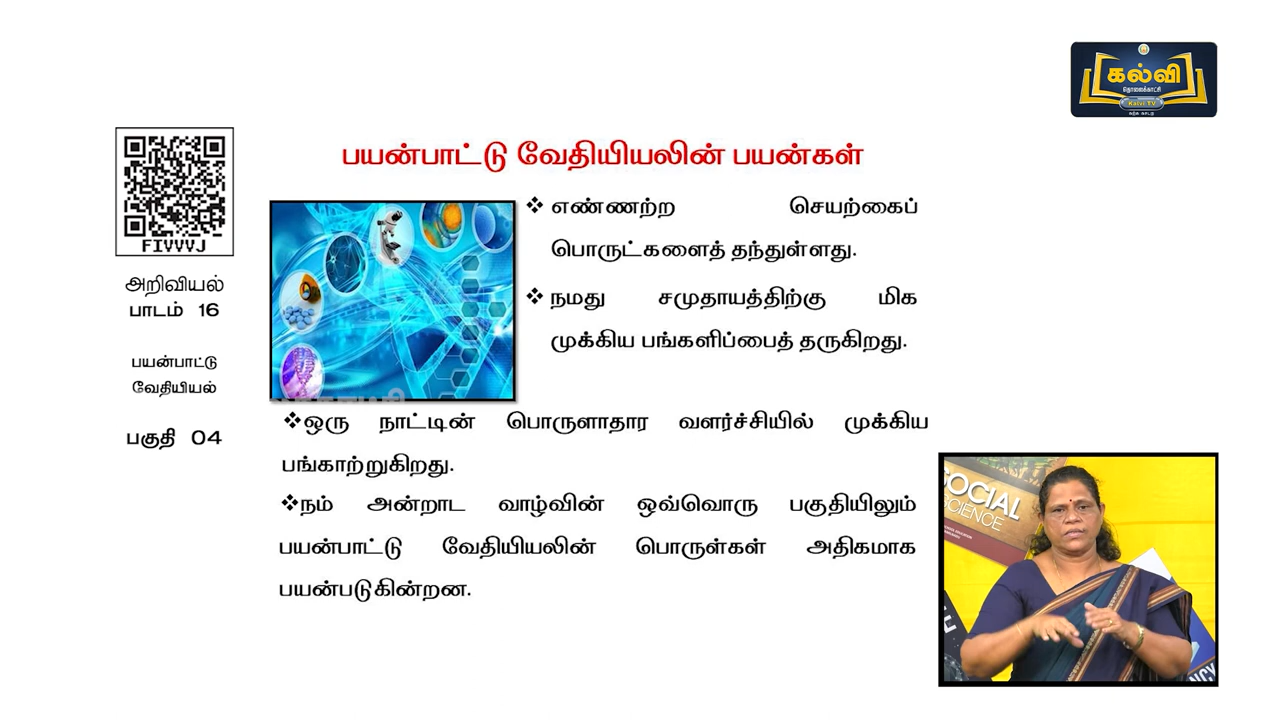 கல்வி
தொலைக்காட்சி
Kalvi TV
பயன்பாட்டு வேதியியலின் பயன்கள்
FIVVVJ
அறிவியல்
பாடம் 16
பயன்பாட்டு
வேதியியல்
பகுதி 04
❖ எண்ணற்ற செயற்கைப்
பொருட்களைத் தந்துள்ளது.
❖ நமது சமுதாயத்திற்கு மிக
முக்கிய பங்களிப்பைத் தருகிறது.
❖ஒரு நாட்டின் பொருளாதார வளர்ச்சியில் முக்கிய
பங்காற்றுகிறது.
❖நம் அன்றாட வாழ்வின் ஒவ்வொரு பகுதியிலும்
பயன்பாட்டு வேதியியலின் பொருள்கள் அதிகமாக
பயன்படுகின்றன.
SOCIAL
SCIENCE